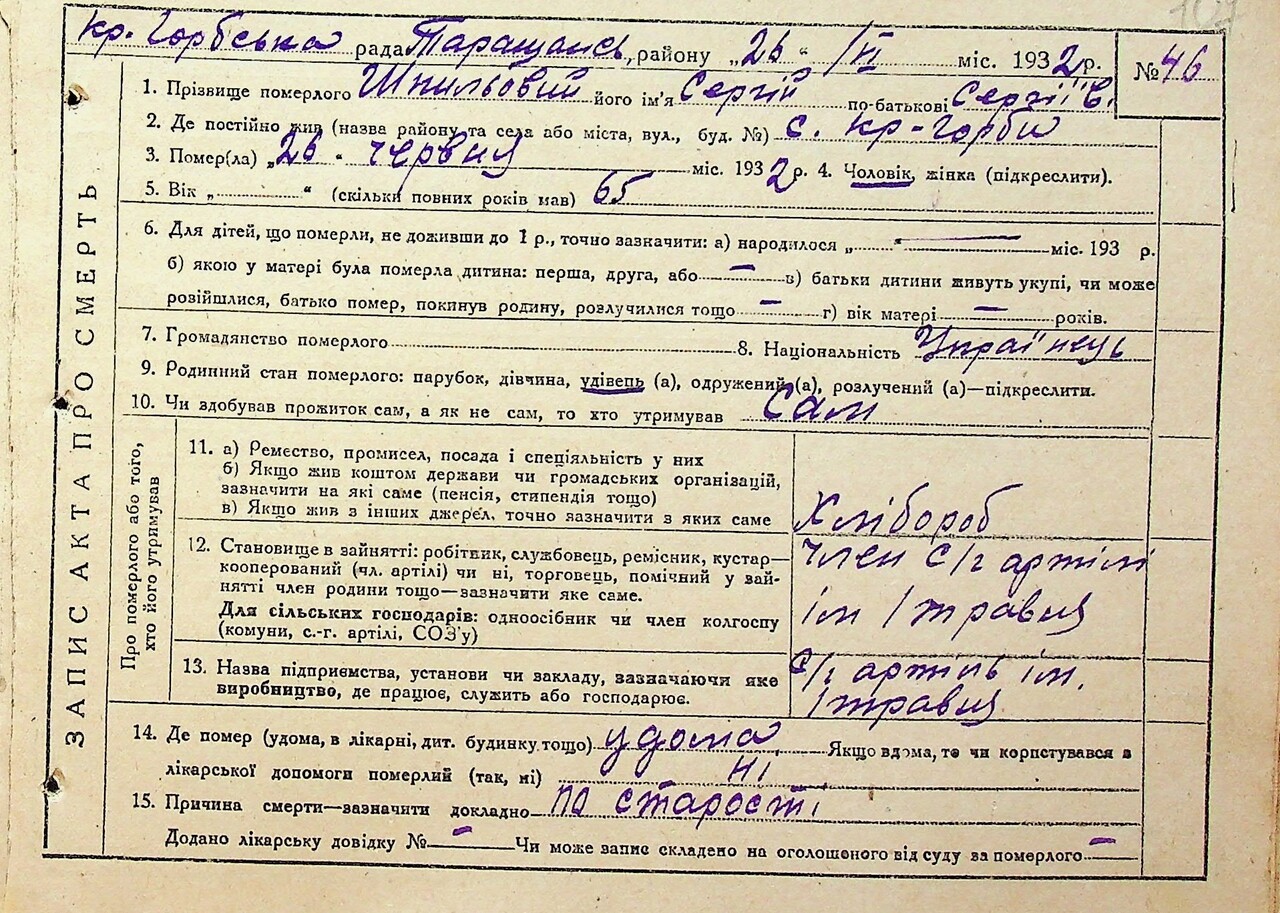 107
кр. Горбська рада Таращансь, району „26“ /VI міс. 1932 р. № 46
ЗАПИС АКТА ПРО СМЕРТЬ
1. Прізвище померлого Шпильовий його ім'я Сергій по-батькові Сергіїв.
2. Де постійно жив (назва району та села або міста, вул., буд. №) с. Кр-Горби
3. Помер(ла) „26 - червня міс. 1932 р. 4. Чоловік, жінка (підкреслити).
5. Вік „ “ (скільки повних років мав) 65
6. Для дітей, що померли, не доживши до 1 р., точно зазначити: а) народилося „ “ — міс. 193 р.
б) якою у матері була померла дитина: перша, друга, або — в) батьки дитини живуть укупі, чи може
розійшлися, батько помер, покинув родину, розлучилися тощо — г) вік матері — років.
7. Громадянство померлого 8. Національність Українець
9. Родинний стан померлого: парубок, дівчина, удівець (а), одружений (а), розлучений (а)—підкреслити.
10. Чи здобував прожиток сам, а як не сам, то хто утримував Сам
Про померлого або того,
хто його утримував
11. а) Ремество, промисел, посада і спеціяльність у них
б) Якщо жив коштом держави чи громадських організацій,
зазначити на які саме (пенсія, стипендія тощо)
в) Якщо жив з інших джерел, точно зазначити з яких саме Хлібороб
12. Становище в зайнятті: робітник, службовець, ремісник, кустар— член с/г артілі
кооперований (чл. артілі) чи ні, торговець, помічний у зай-
нятті член родини тощо—зазначити яке саме. ім 1 травня
Для сільських господарів: одноосібник чи член колгоспу
(комуни, с.-г. артілі, СОЗ'у)
13. Назва підприємства, установи чи закладу, зазначаючи яке с/г артіль ім.
виробництво, де працює, служить або господарює. 1 травня
14. Де помер (удома, в лікарні, дит. будинку тощо) удома Якщо вдома, то чи користувався з
лікарської допомоги померлий (так, ні) ні
15. Причина смерти—зазначити докладно по старості
Додано лікарську довідку № — Чи може запис складено на оголошеного від суду за померлого —